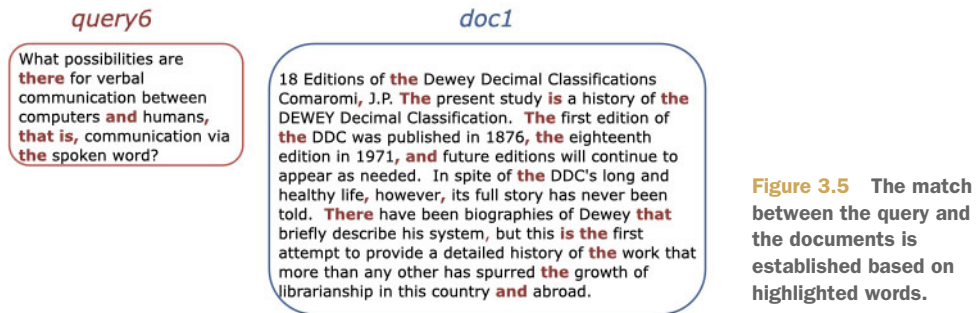 query6
What possibilities are
there for verbal
communication between
computers and humans,
that is, communication via
the spoken word?
doc1
18 Editions of the Dewey Decimal Classifications
Comaromi, J.P. The present study is a history of the
DEWEY Decimal Classification. The first edition of
the DDC was published in 1876, the eighteenth
edition in 1971, and future editions will continue to
appear as needed. In spite of the DDC's long and
healthy life, however, its full story has never been
told. There have been biographies of Dewey that
briefly describe his system, but this is the first
attempt to provide a detailed history of the work that
more than any other has spurred the growth of
librarianship in this country and abroad.
Figure 3.5 The match
between the query and
the documents is
established based on
highlighted words.